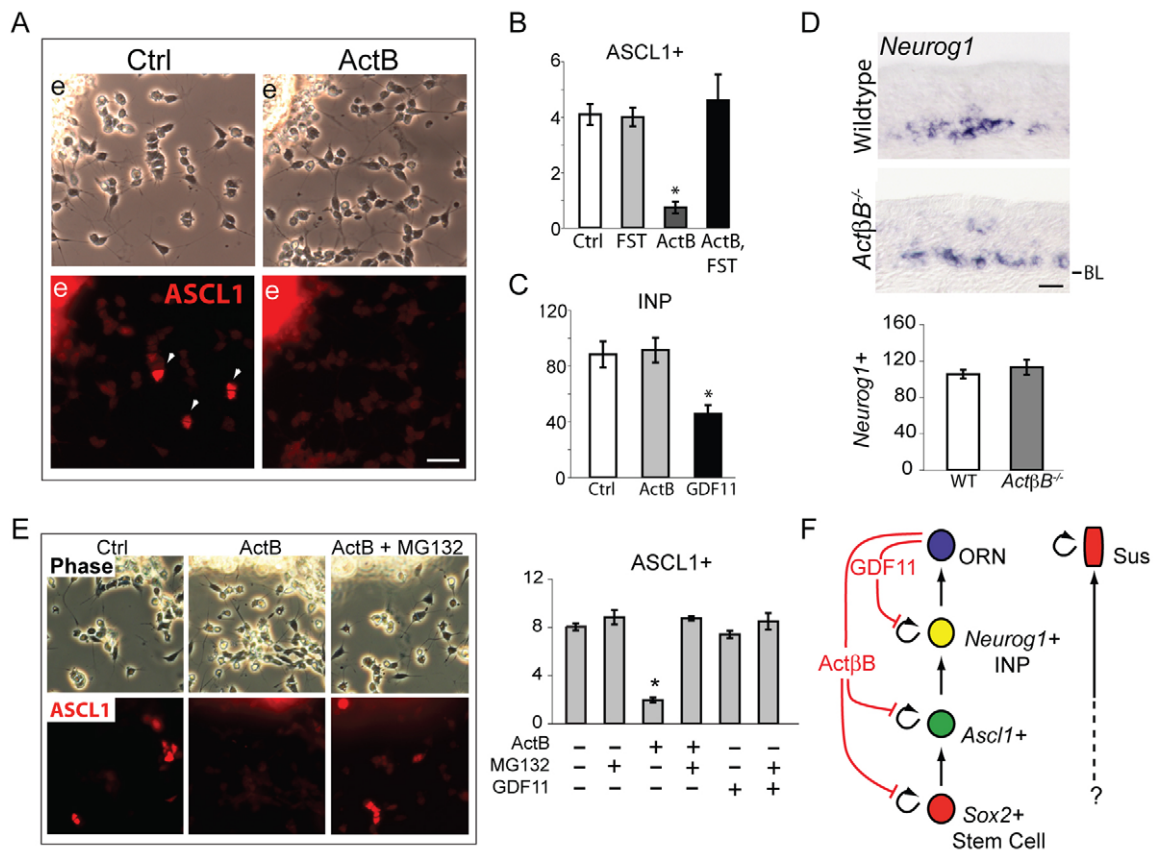 A
Ctrl ActB
e e
e ASCL1 e
B
ASCL1+
6
4
2
0
Ctrl FST ActB ActB, FST
*
C
INP
120
80
40
0
Ctrl ActB GDF11
*
D
Neurog1
Wildtype
ActβB-/-
BL
160
120
80
40
0
Neurog1+
WT ActβB-/-
E
Ctrl ActB ActB + MG132
Phase
ASCL1
ASCL1+
12
8
4
0
*
ActB – – + + – –
MG132 – + – + – +
GDF11 – – – – + +
F
ORN
GDF11
Neurog1+
INP
ActβB
Ascl1+
Sox2+
Stem Cell
Sus
?